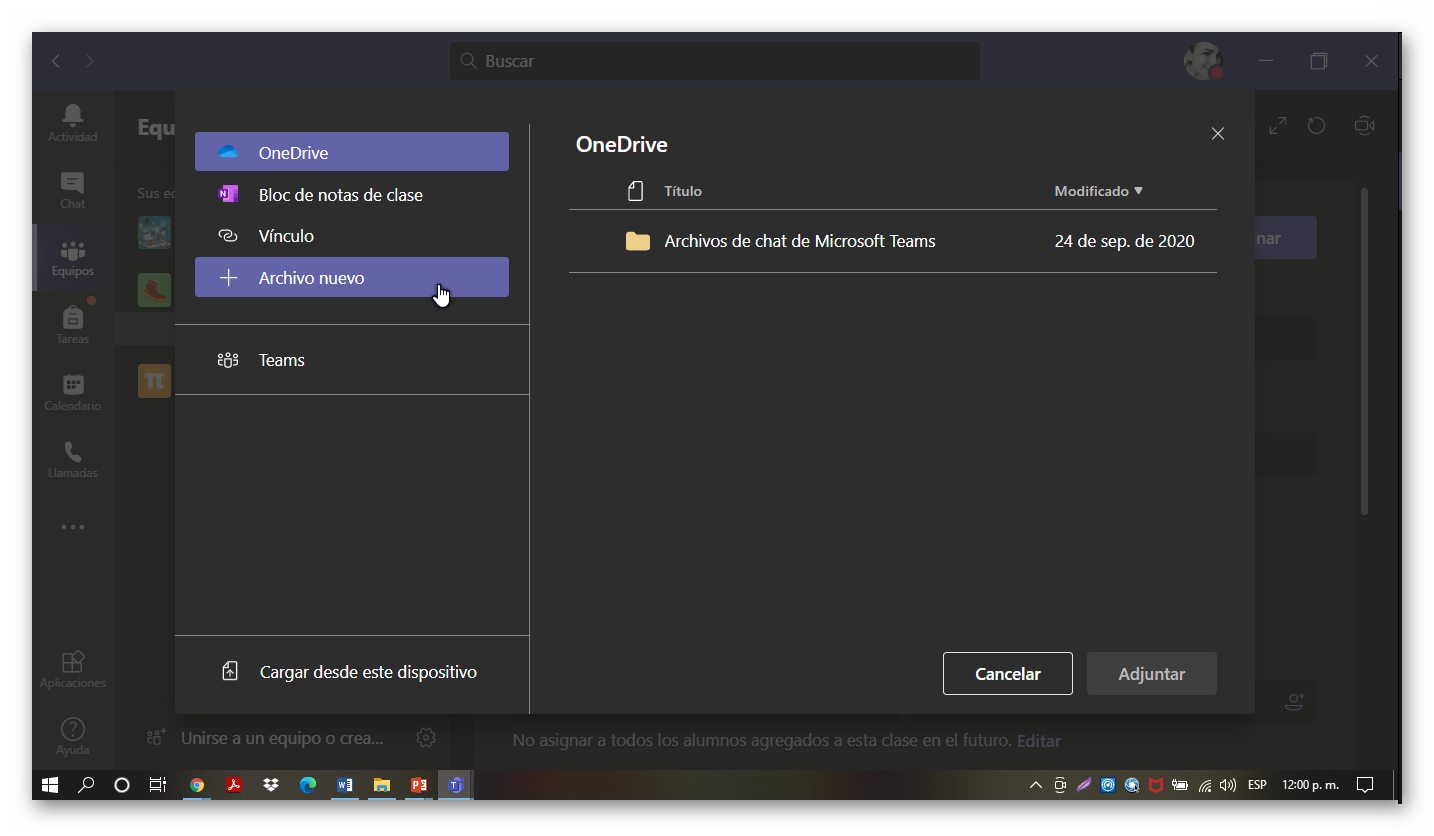 Buscar
Actividad
Chat
Equipos
Tareas
Calendario
Llamadas
Aplicaciones
Ayuda
Equ
Sus e
OneDrive
Bloc de notas de clase
Vínculo
Archivo nuevo
Teams
Cargar desde este dispositivo
OneDrive
Título Modificado
Archivos de chat de Microsoft Teams 24 de sep. de 2020
Cancelar Adjuntar
nar
Unirse a un equipo o crea...
No asignar a todos los alumnos agregados a esta clase en el futuro. Editar
ESP 12:00 p. m.